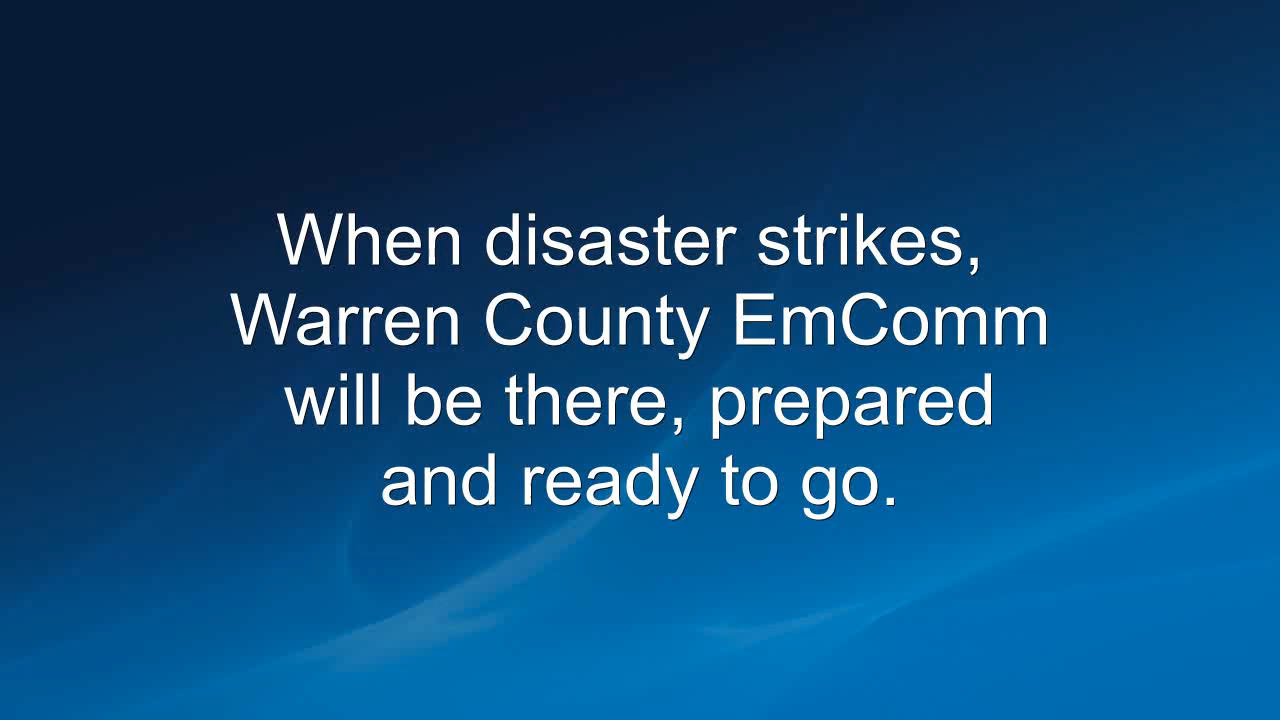 When disaster strikes,
Warren County EmComm
will be there, prepared
and ready to go.